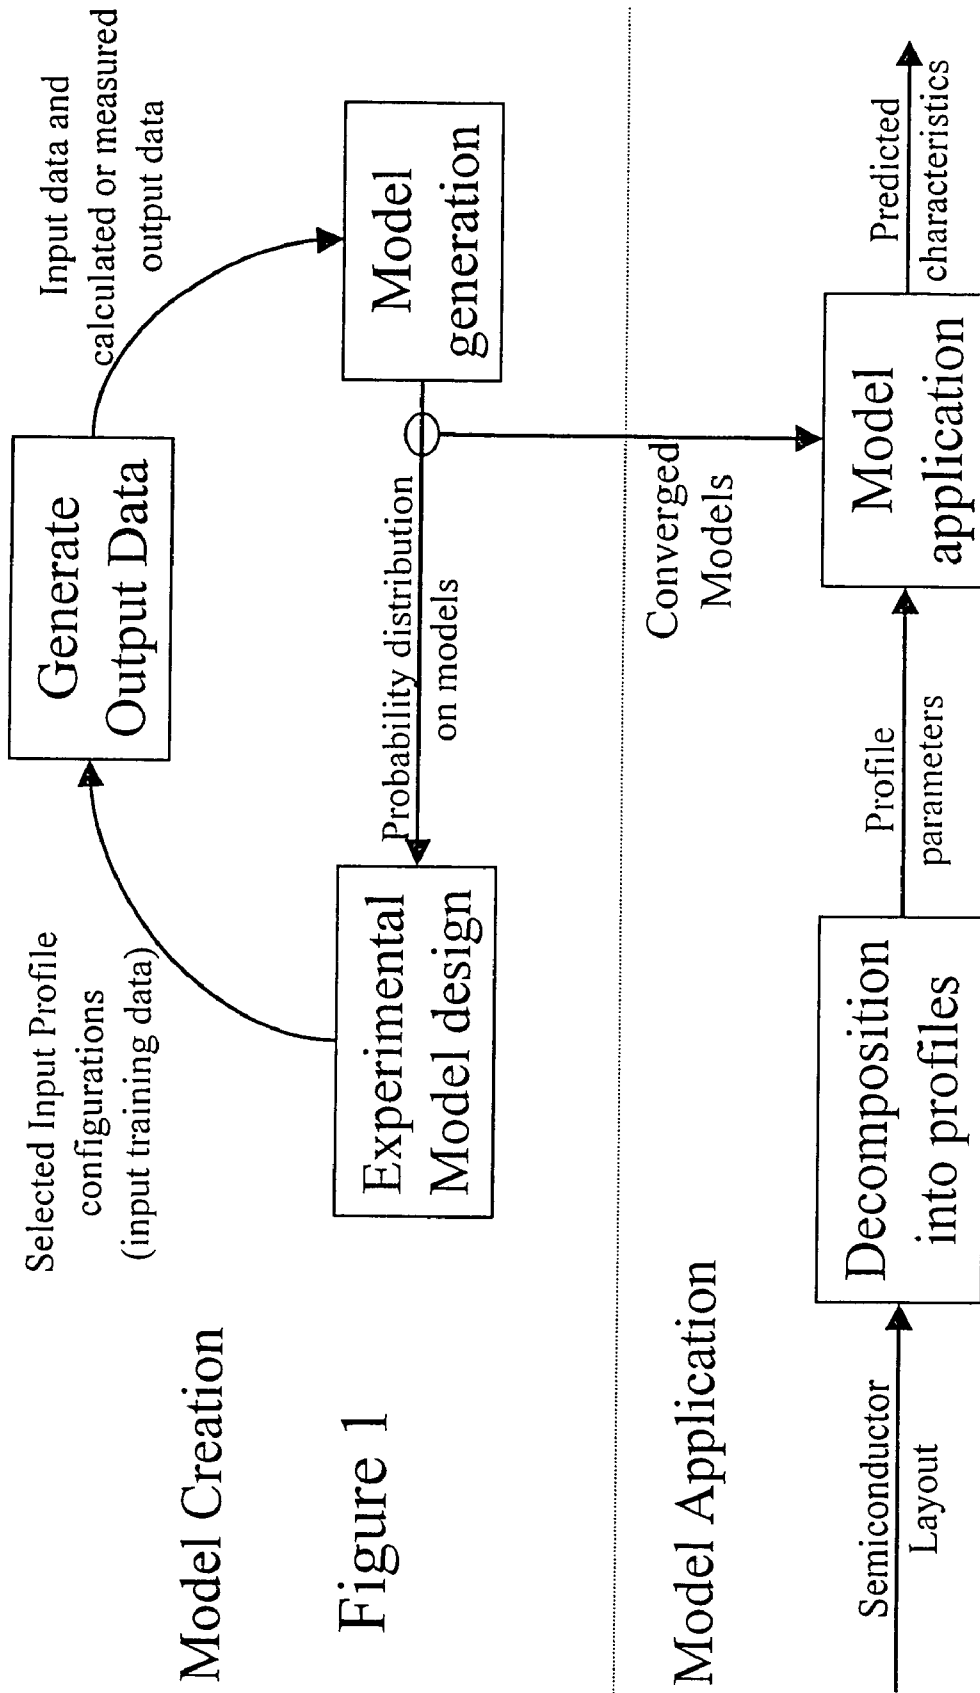 Model Creation
Figure 1
Selected Input Profile
configurations
(input training data)
Generate
Output Data
Input data and
calculated or measured
output data
Experimental
Model design
Probability distribution
on models
Model
generation
Converged
Models
Model Application
Semiconductor
Layout
Decomposition
into profiles
Profile
parameters
Model
application
Predicted
characteristics